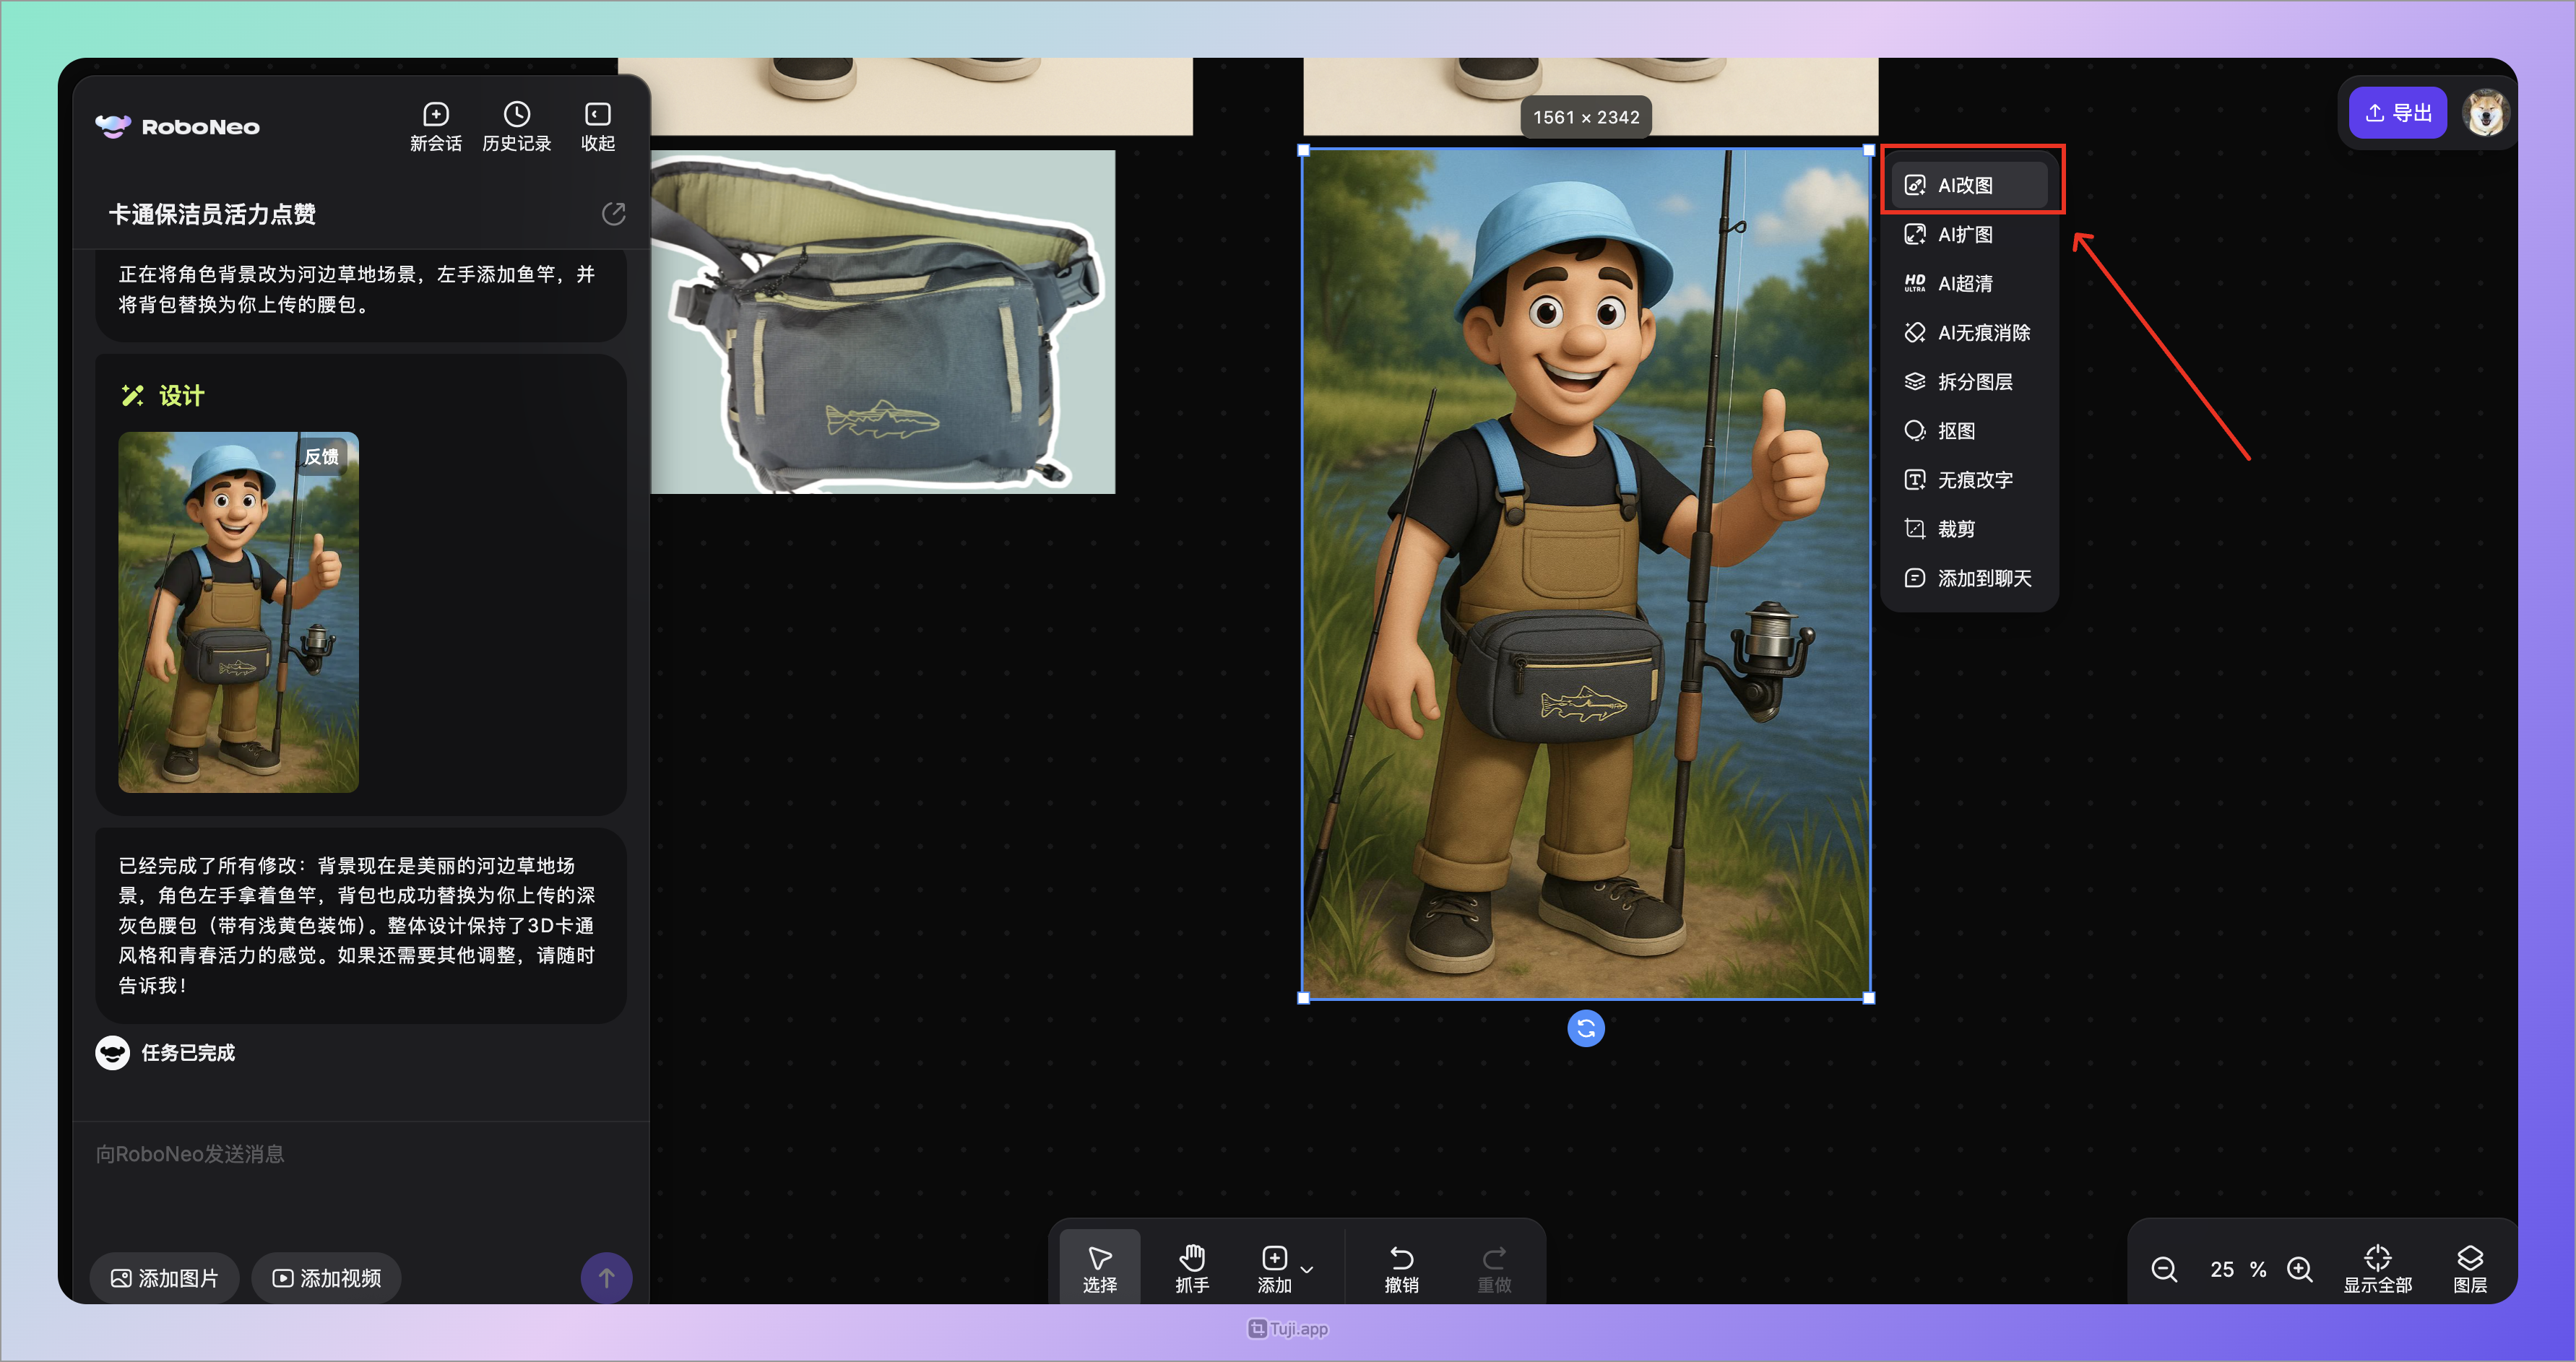 RoboNeo
新会话
历史记录
收起
卡通保洁员活力点赞
正在将角色背景改为河边草地场景，左手添加鱼竿，并
将背包替换为你上传的腰包。
设计
反馈
已经完成了所有修改：背景现在是美丽的河边草地场
景，角色左手拿着鱼竿，背包也成功替换为你上传的深
灰色腰包（带有浅黄色装饰）。整体设计保持了3D卡通
风格和青春活力的感觉。如果还需要其他调整，请随时
告诉我！
任务已完成
向RoboNeo发送消息
添加图片
添加视频
1561 × 2342
导出
AI改图
AI扩图
HD ULTRA AI超清
AI无痕消除
拆分图层
抠图
无痕改字
裁剪
添加到聊天
选择
抓手
添加
撤销
重做
25 %
显示全部
图层
Tuji.app